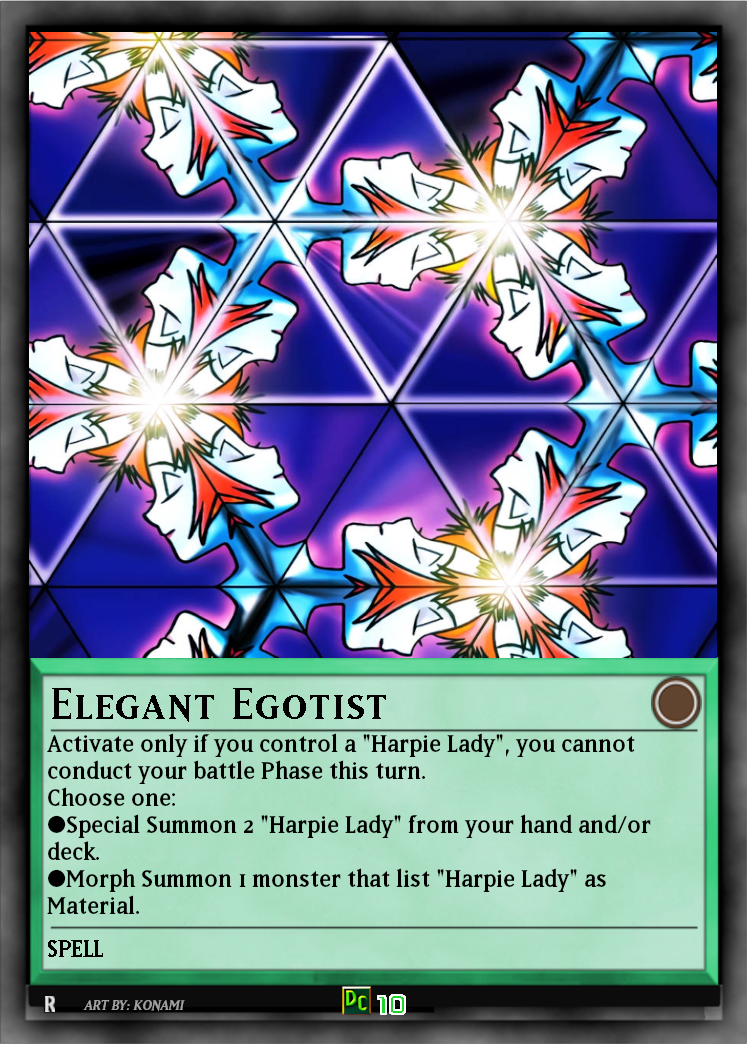 ELEGANT EGOTIST
Activate only if you control a "Harpie Lady", you cannot
conduct your battle Phase this turn.
Choose one:
●Special Summon 2 "Harpie Lady" from your hand and/or
deck.
●Morph Summon 1 monster that list "Harpie Lady" as
Material.
SPELL
R ART BY: KONAMI DC 10